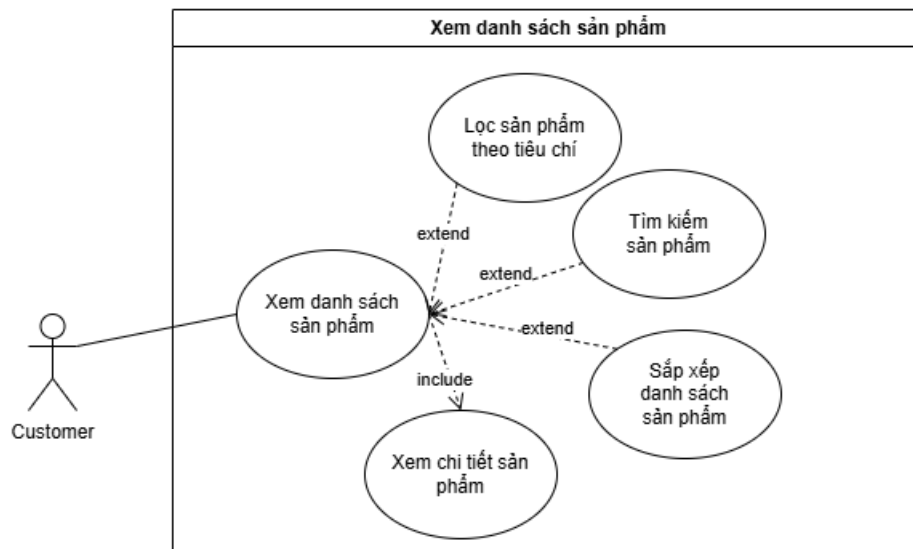 Xem danh sách sản phẩm
Lọc sản phẩm
theo tiêu chí
Tìm kiếm
sản phẩm
extend
extend
Xem danh sách
sản phẩm
extend
Sắp xếp
danh sách
sản phẩm
include
Customer
Xem chi tiết sản
phẩm